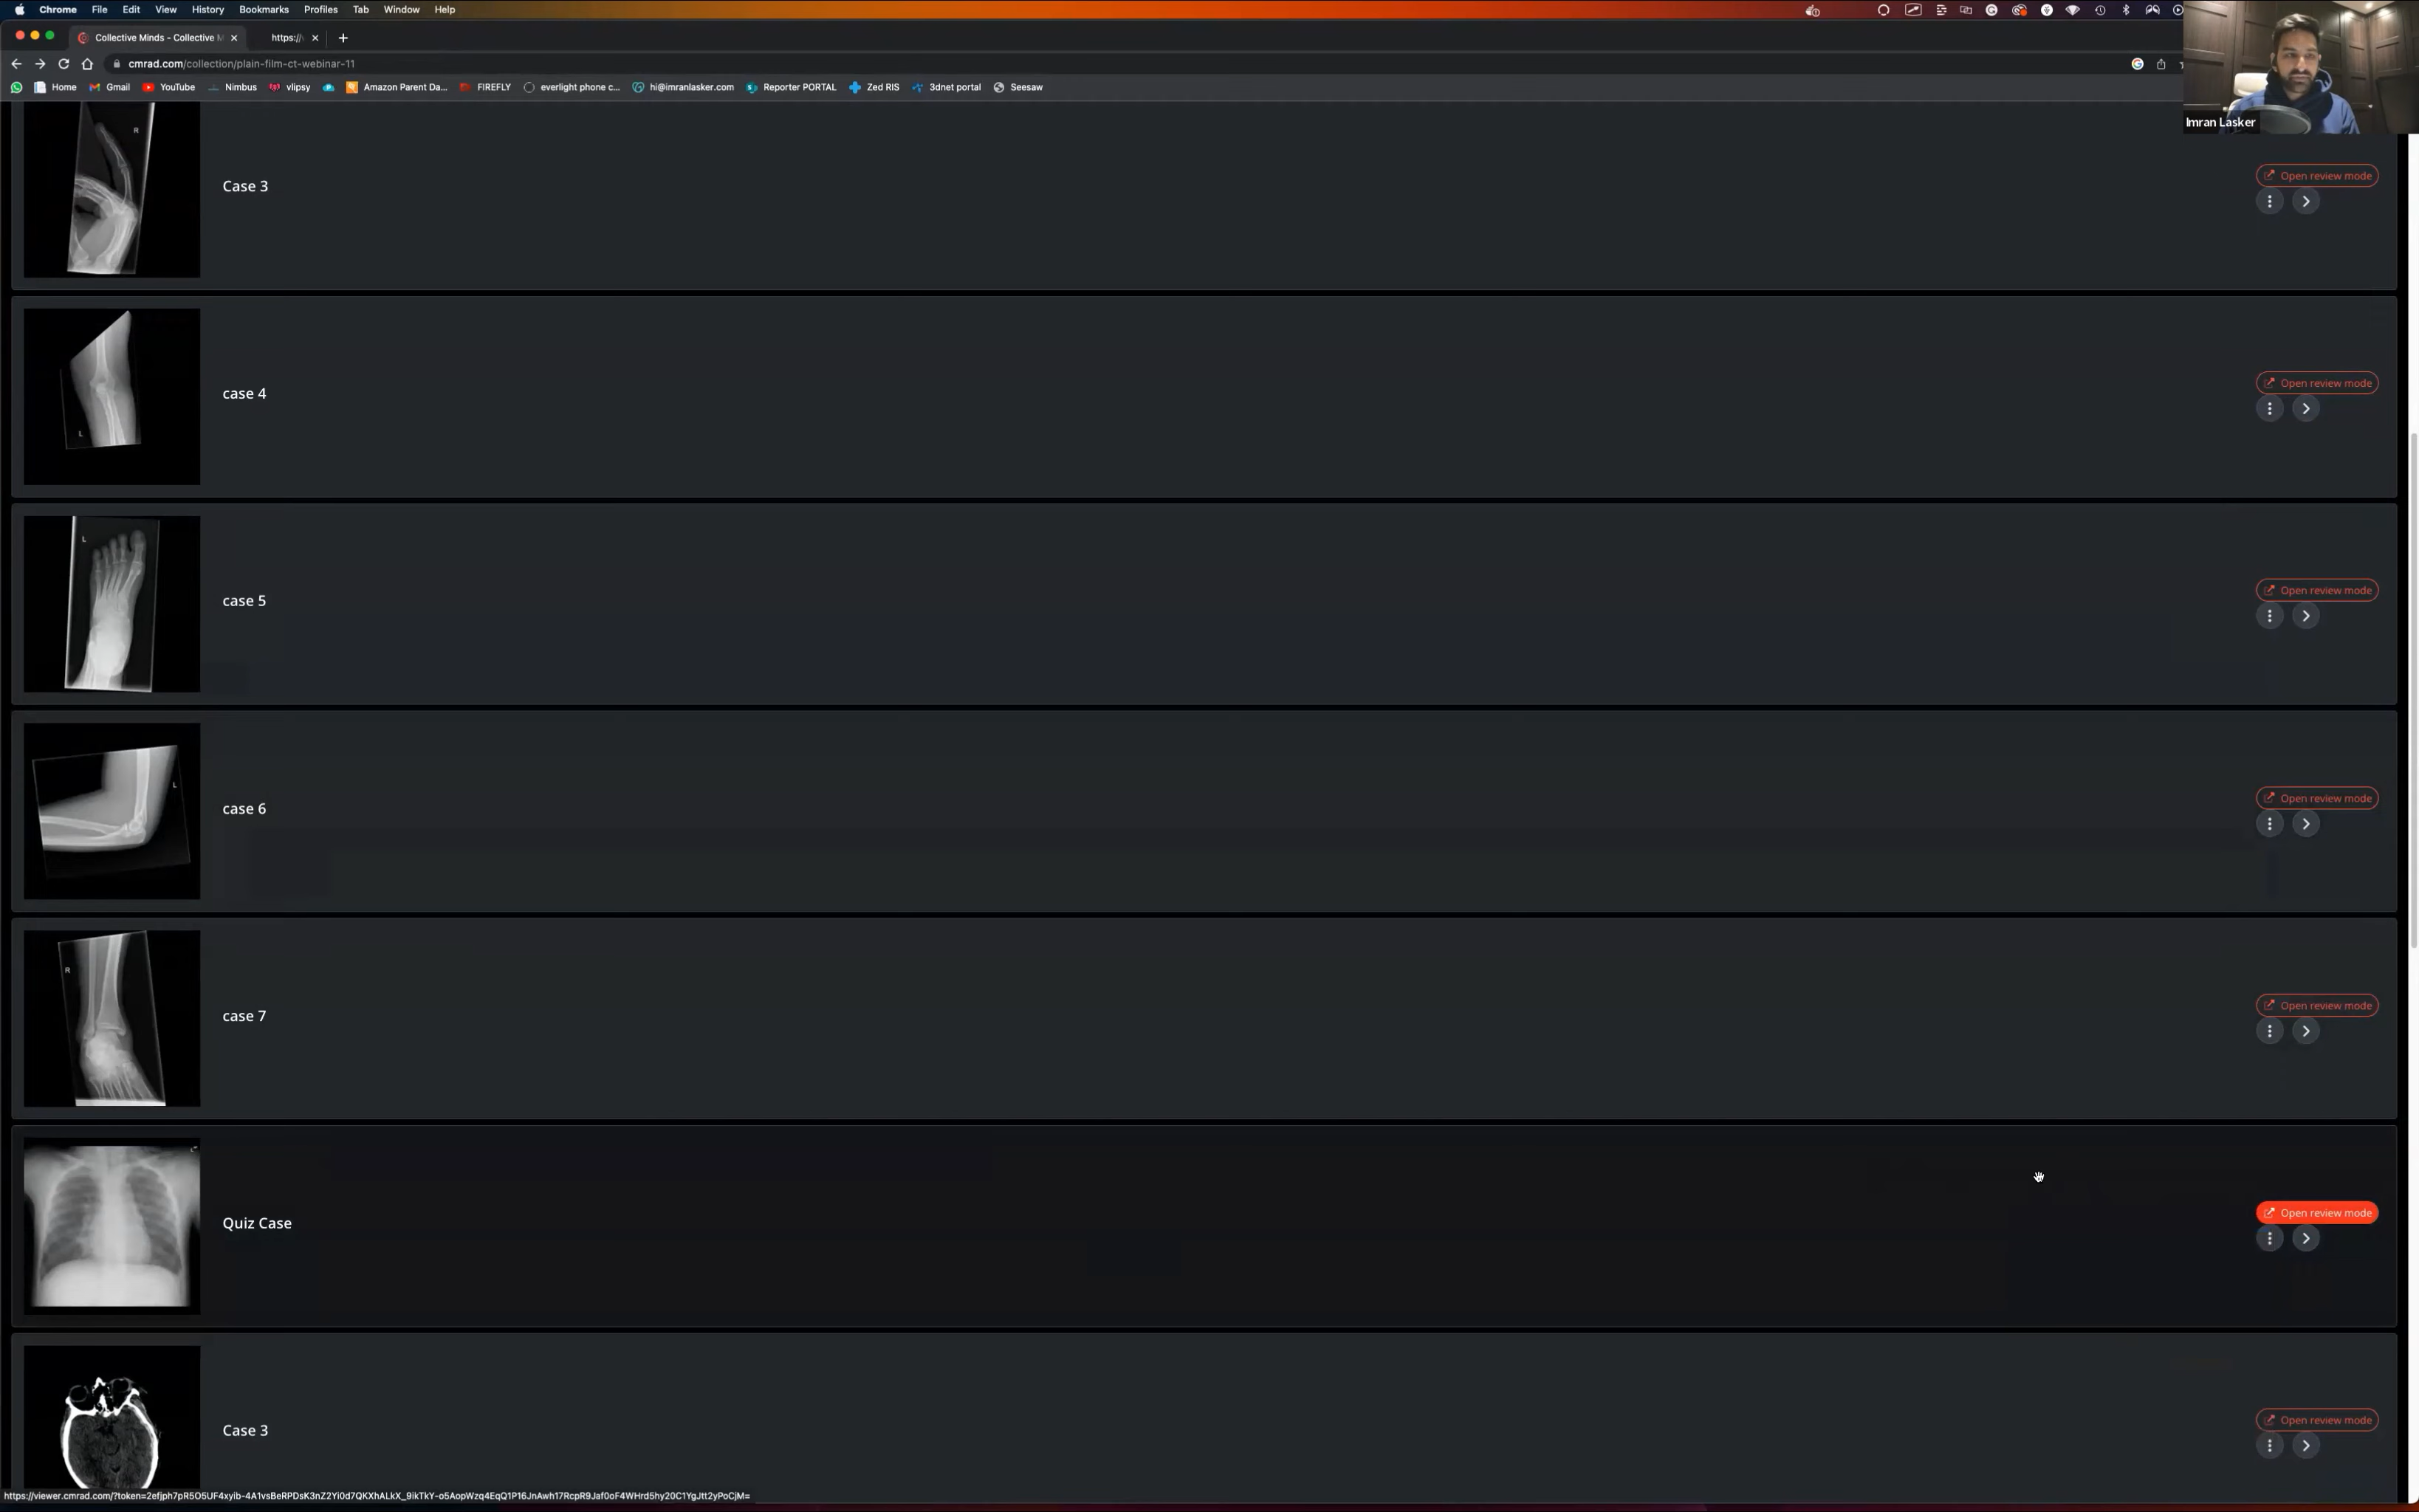 Chrome File Edit View History Bookmarks Profiles Tab Window Help
Collective Minds - Collective M
https://
cmrad.com/collection/plain-film-ct-webinar-11
Home Gmail YouTube Nimbus vlipsy Amazon Parent Da... FIREFLY everlight phone c... hi@imranlasker.com Reporter PORTAL Zed RIS 3dnet portal Seesaw
Imran Lasker
R
Case 3
Open review mode
L
case 4
Open review mode
L
case 5
Open review mode
L
case 6
Open review mode
R
case 7
Open review mode
Quiz Case
Open review mode
Case 3
Open review mode